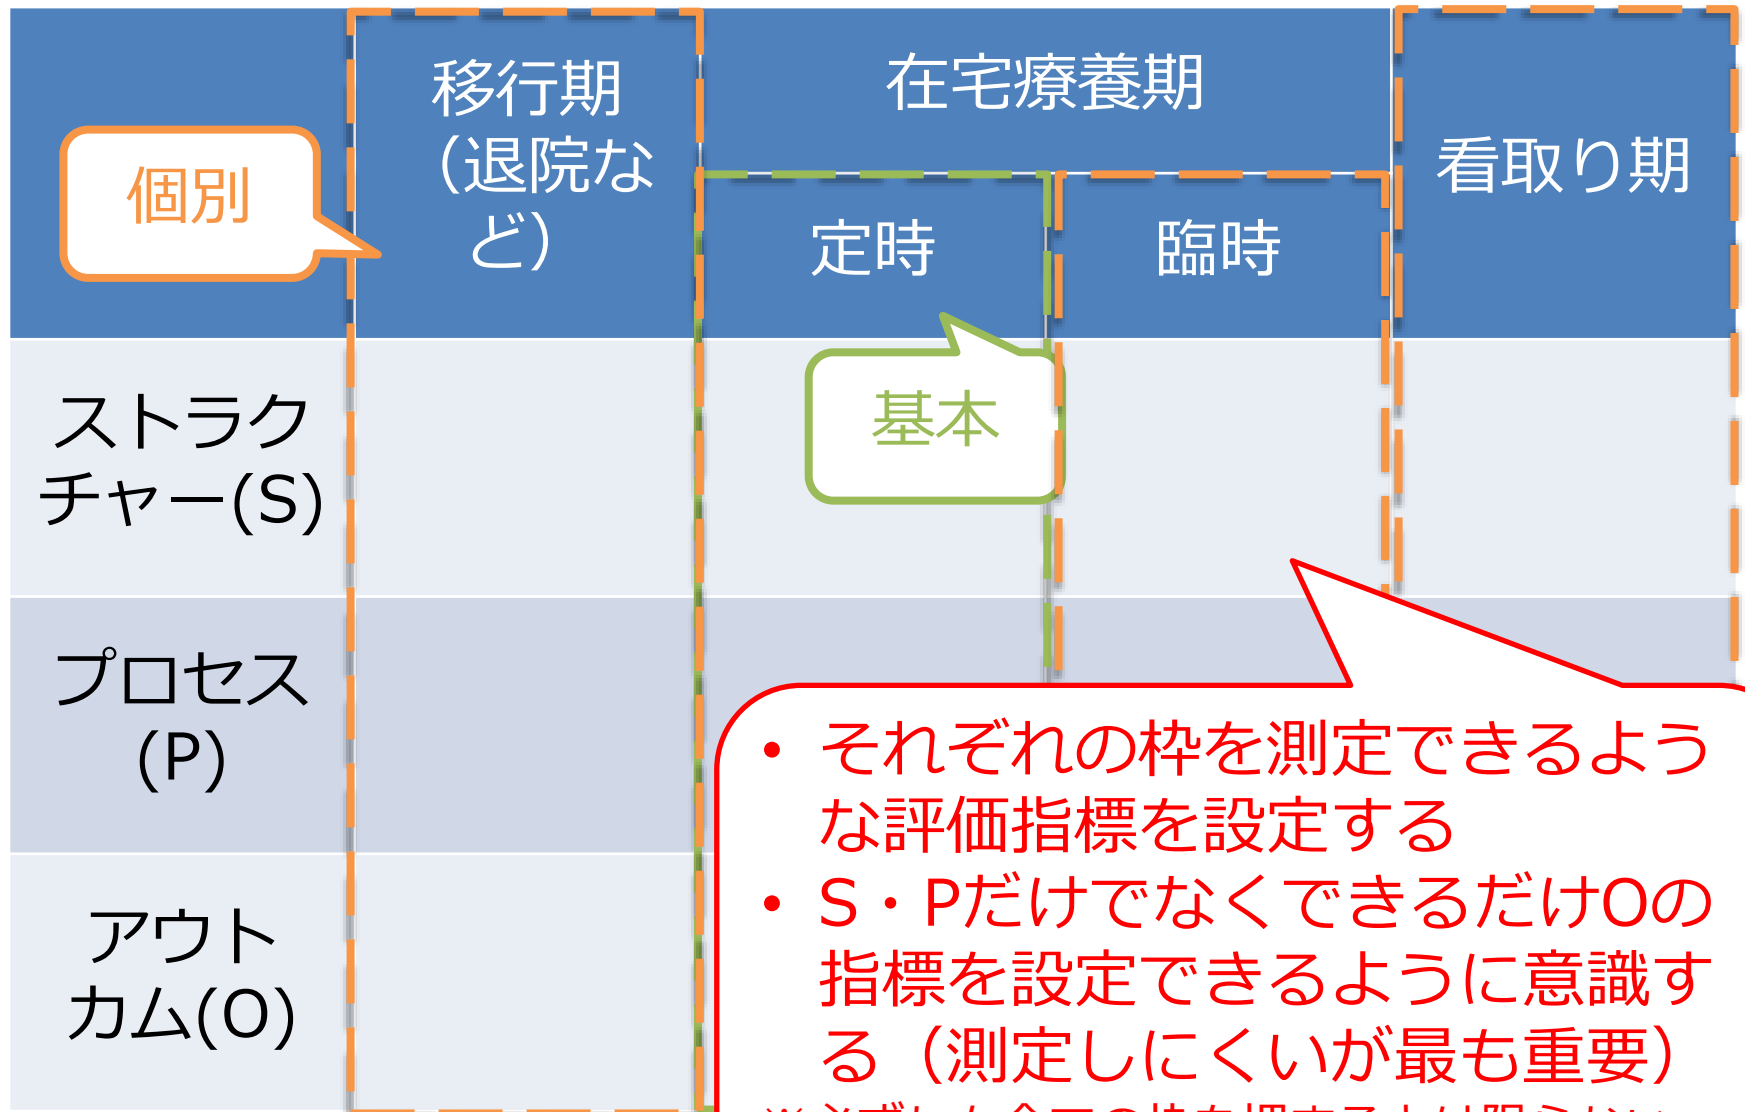 移行期
（退院な
ど）
在宅療養期
看取り期
定時
臨時
個別
基本
ストラク
チャー(S)
プロセス
(P)
アウト
カム(O)
• それぞれの枠を測定できるよう
な評価指標を設定する
• S・PだけでなくできるだけOの
指標を設定できるように意識す
る（測定しにくいが最も重要）